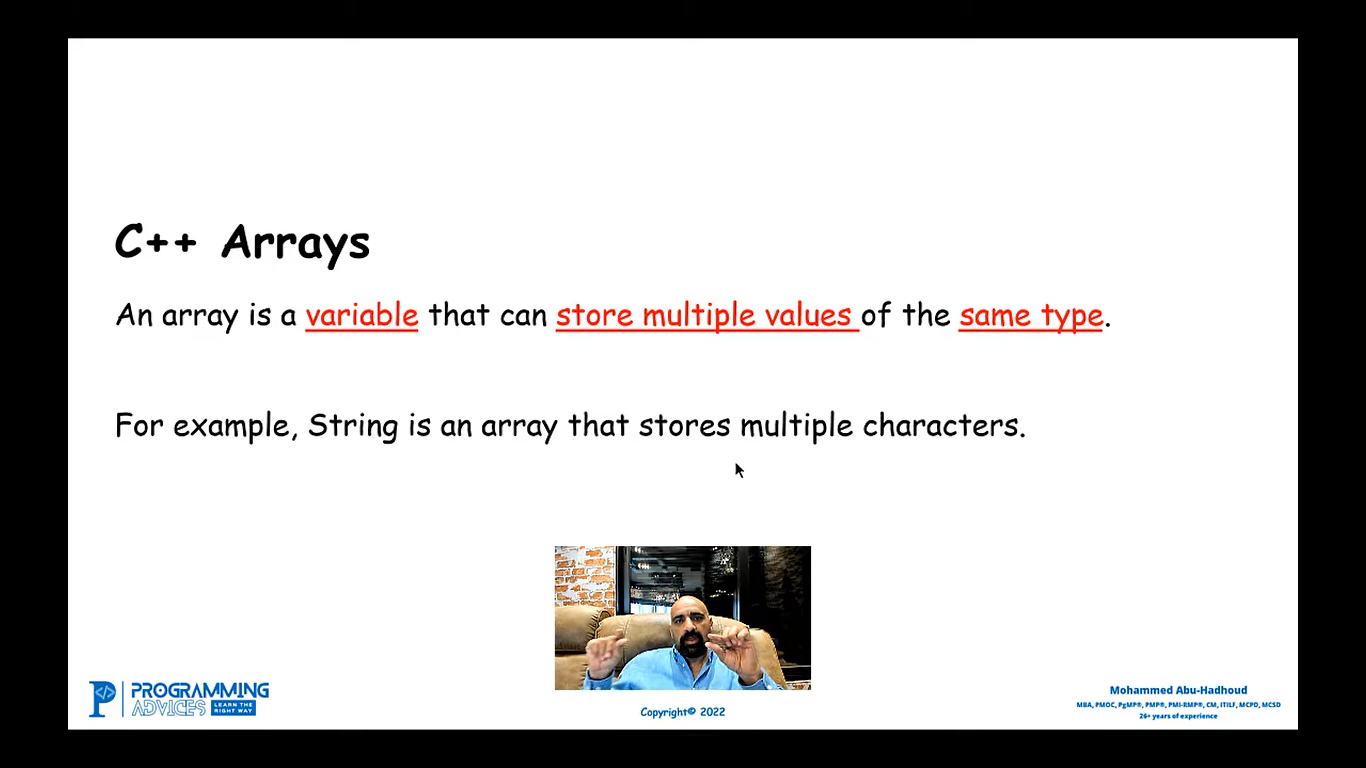 C++ Arrays
An array is a variable that can store multiple values of the same type.
For example, String is an array that stores multiple characters.
PROGRAMMING
ADVICES LEARN THE RIGHT WAY
Copyright© 2022
Mohammed Abu-Hadhoud
MBA, PMOC, PgMP®, PMP®, PMI-RMP®, CM, ITILF, MCPD, MCSD
26+ years of experience